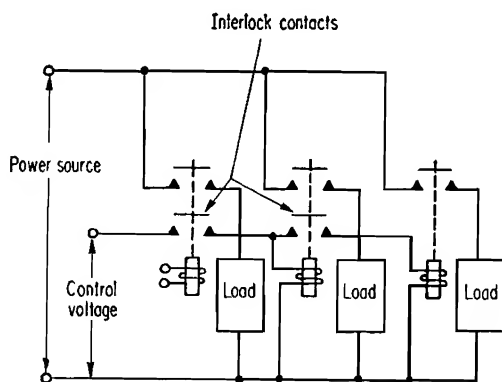 Interlock contacts
Power source
Control
voltage
Load
Load
Load